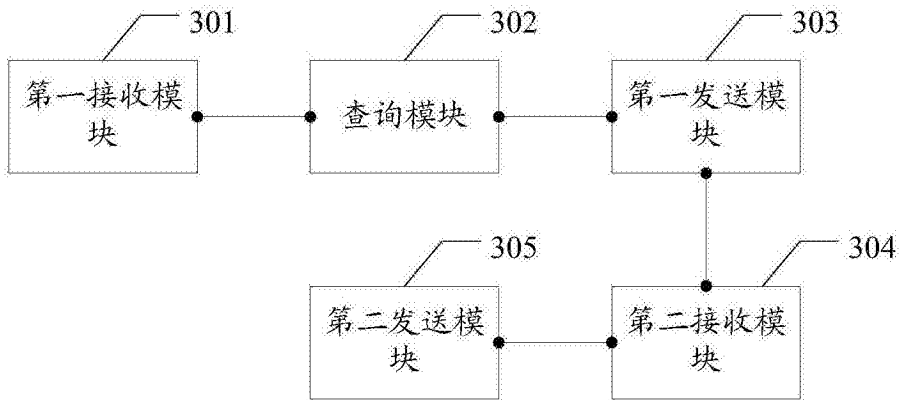 301
302
303
第一接收模
块
查询模块
第一发送模
块
305
304
第二发送模
块
第二接收模
块